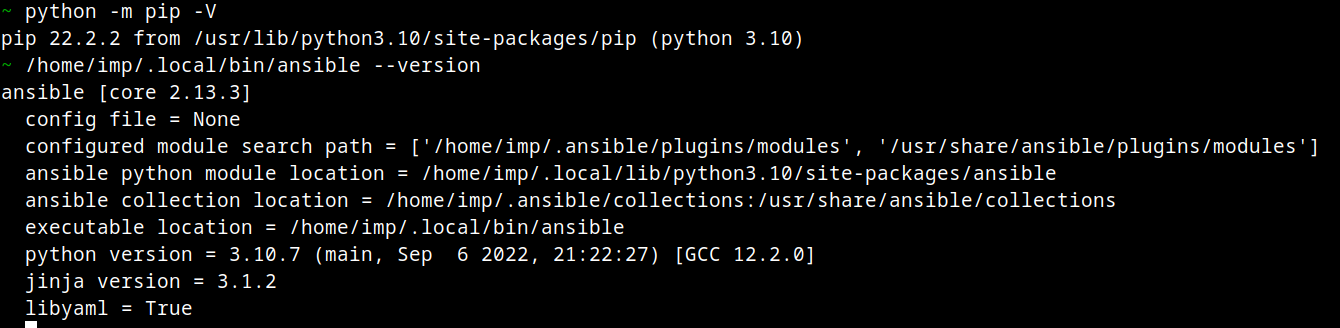 ~ python -m pip -V
pip 22.2.2 from /usr/lib/python3.10/site-packages/pip (python 3.10)
~ /home/imp/.local/bin/ansible --version
ansible [core 2.13.3]
  config file = None
  configured module search path = ['/home/imp/.ansible/plugins/modules', '/usr/share/ansible/plugins/modules']
  ansible python module location = /home/imp/.local/lib/python3.10/site-packages/ansible
  ansible collection location = /home/imp/.ansible/collections:/usr/share/ansible/collections
  executable location = /home/imp/.local/bin/ansible
  python version = 3.10.7 (main, Sep  6 2022, 21:22:27) [GCC 12.2.0]
  jinja version = 3.1.2
  libyaml = True